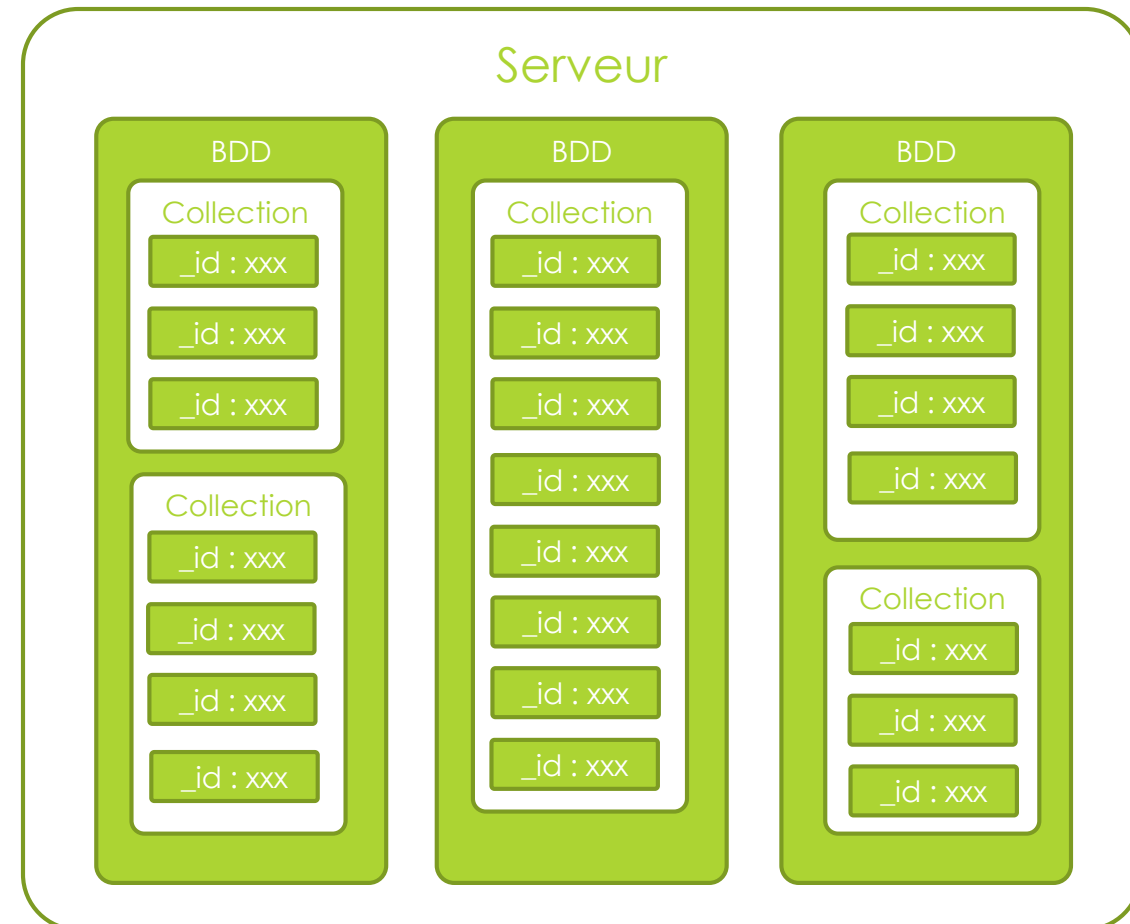 Serveur
BDD
Collection
_id : xxx
_id : xxx
_id : xxx
Collection
_id : xxx
_id : xxx
_id : xxx
_id : xxx
BDD
Collection
_id : xxx
_id : xxx
_id : xxx
_id : xxx
_id : xxx
_id : xxx
_id : xxx
_id : xxx
BDD
Collection
_id : xxx
_id : xxx
_id : xxx
_id : xxx
Collection
_id : xxx
_id : xxx
_id : xxx